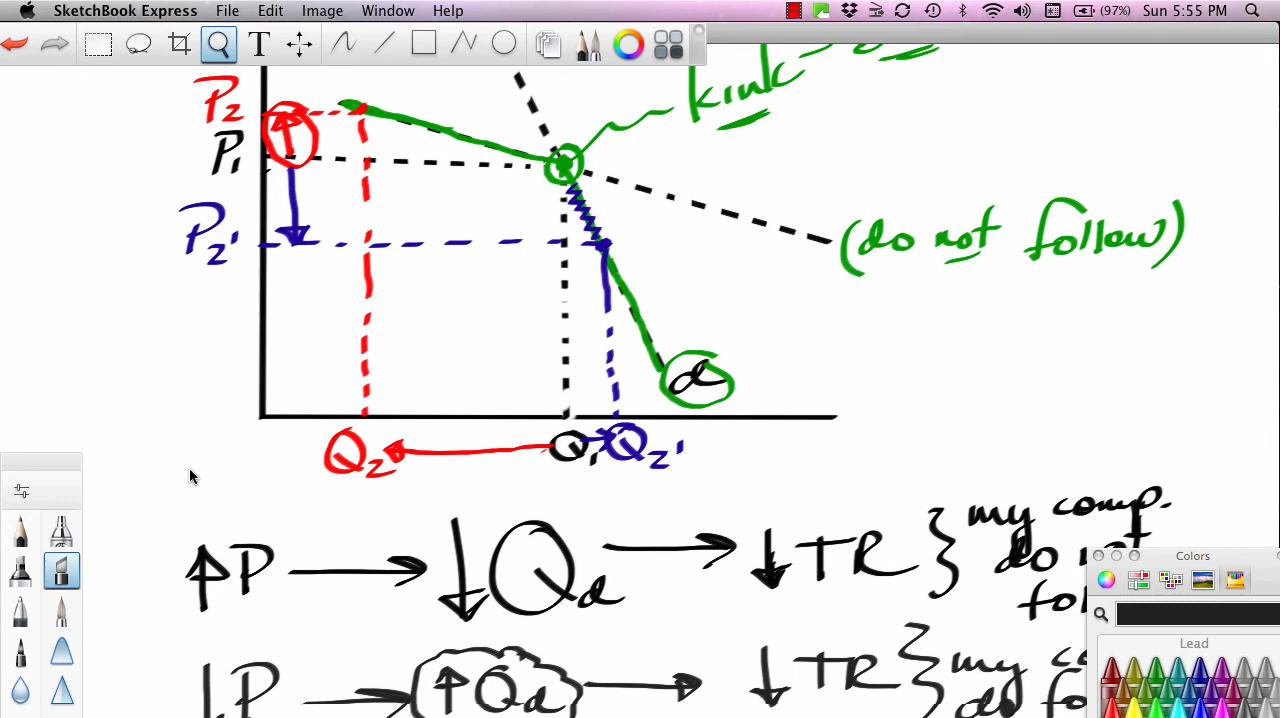 SketchBook Express File Edit Image Window Help (97%) Sun 5:55 PM
T
kink
P2
P1
P2'
(do not follow)
d
Q2 Q1 Q2'
↑P → ↓Qd → ↓TR } my comp.
do not
Colors
↓P → ↑Qd → ↓TR } my
do
Lead